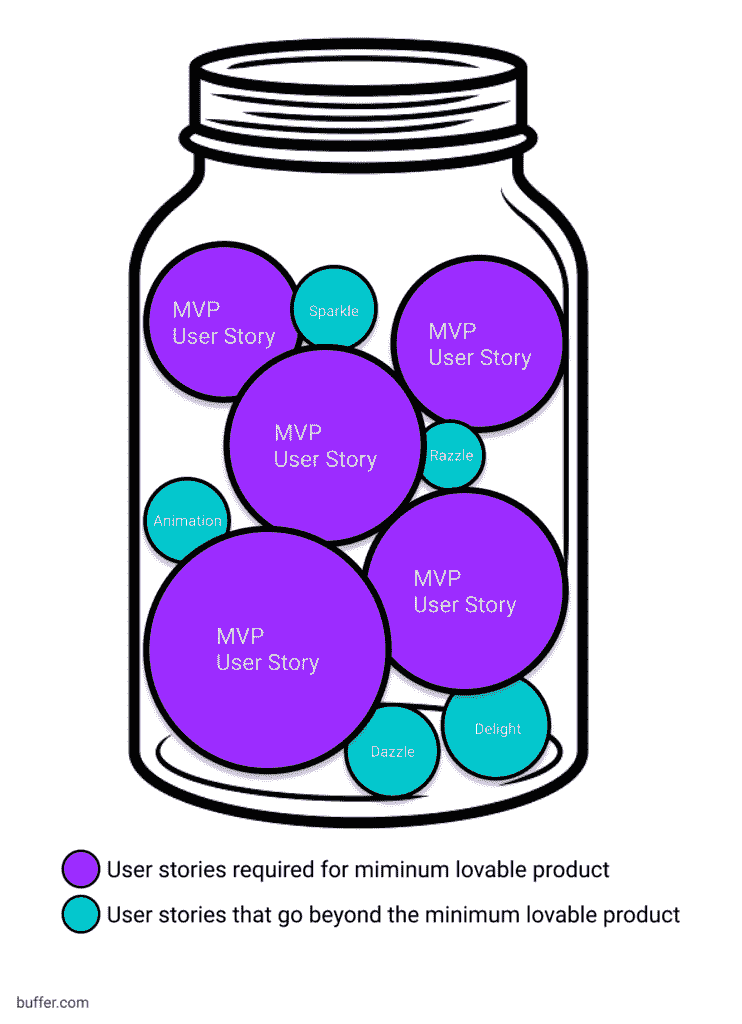 MVP
User Story
Sparkle
MVP
User Story
MVP
User Story
Razzle
Animation
MVP
User Story
MVP
User Story
Delight
Dazzle
User stories required for miminum lovable product
User stories that go beyond the minimum lovable product
buffer.com